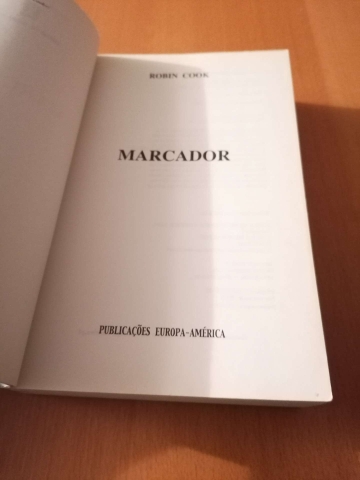 ROBIN COOK
MARCADOR
PUBLICAÇÕES EUROPA-AMÉRICA